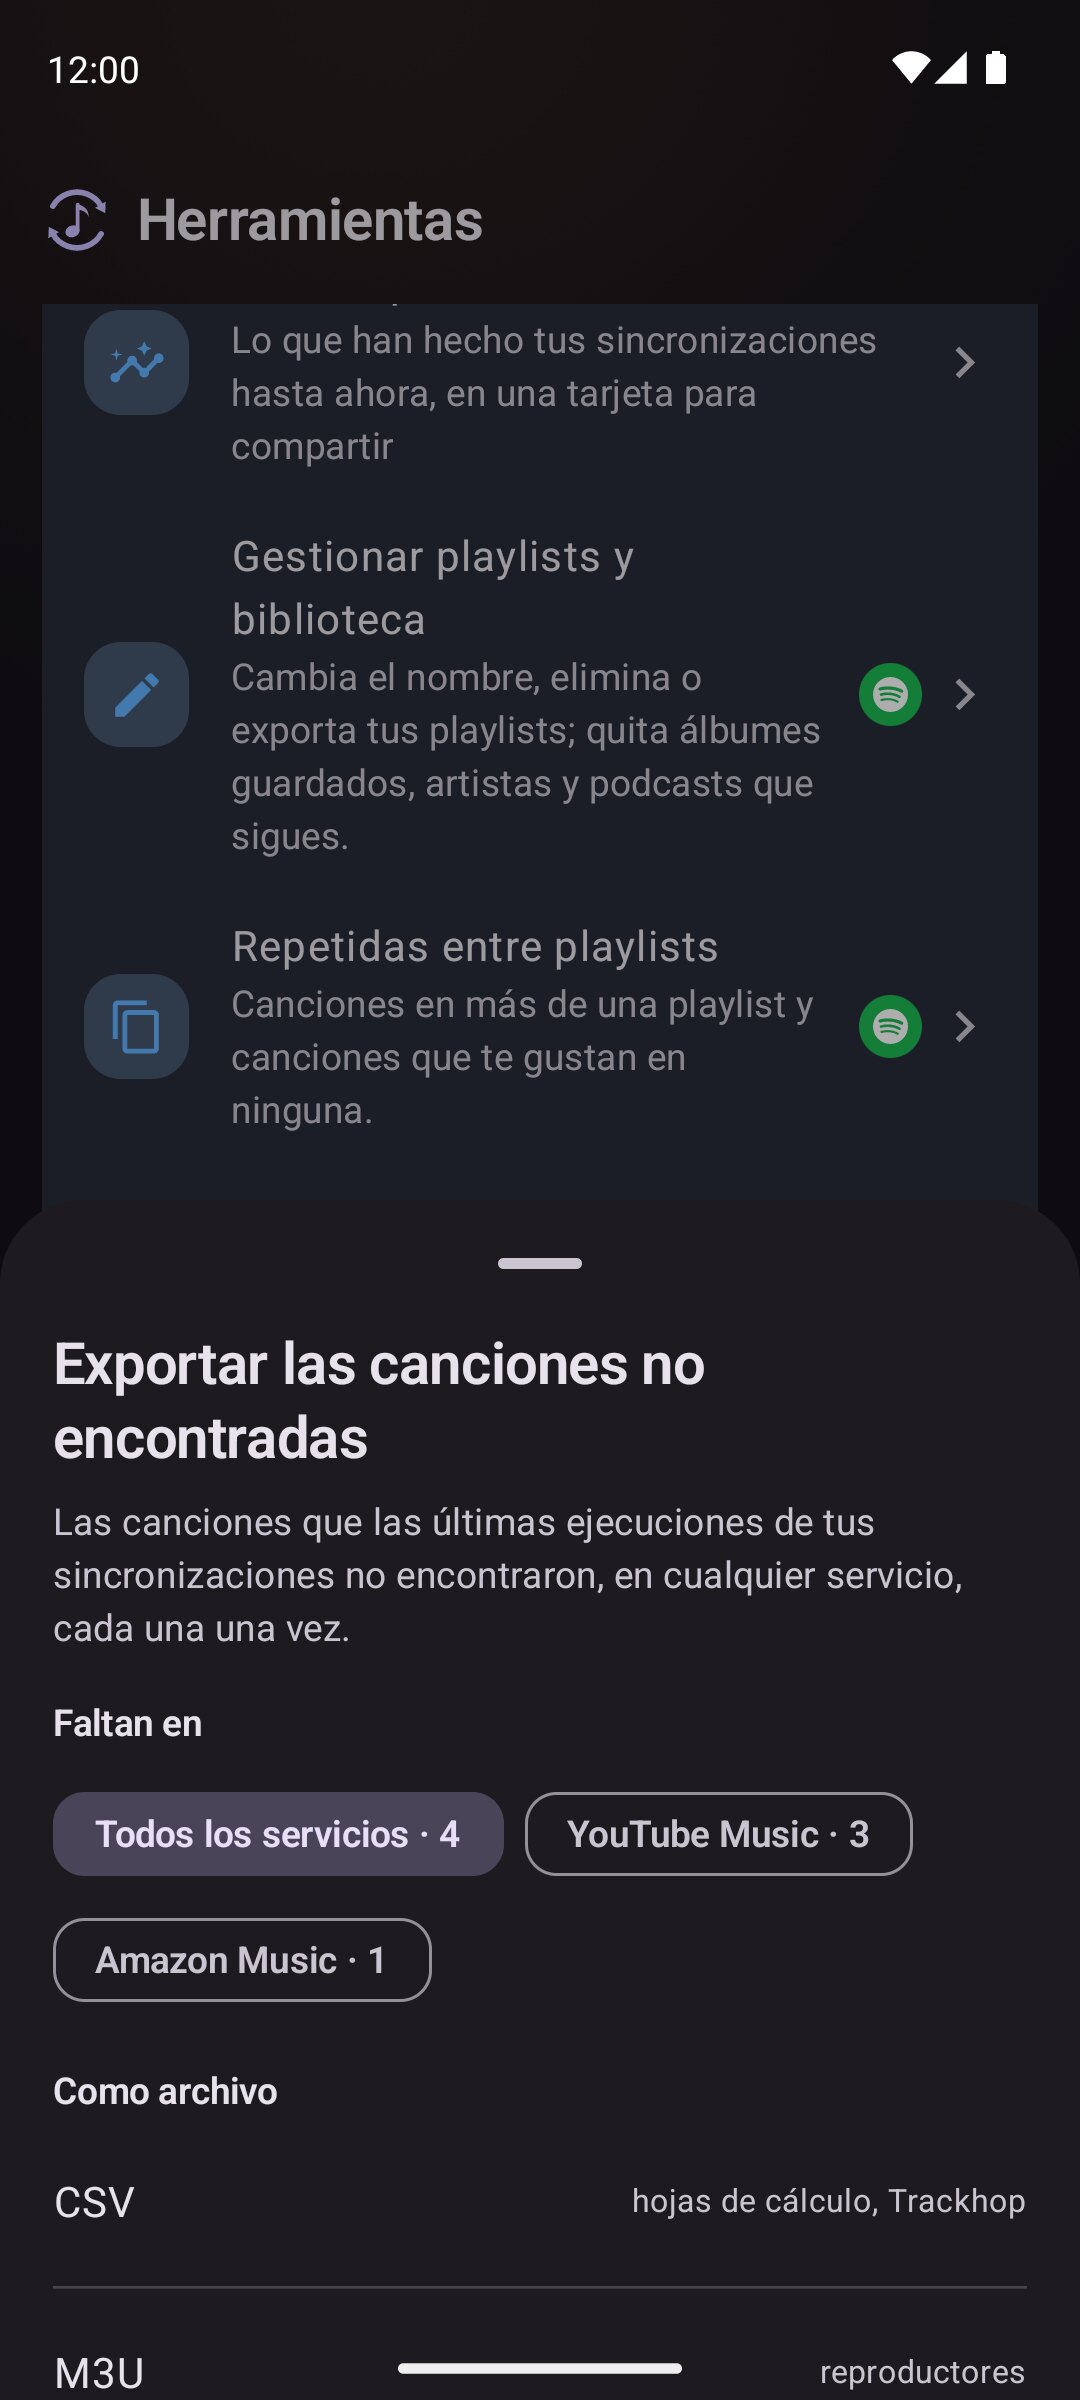 12:00
Herramientas
Lo que han hecho tus sincronizaciones
hasta ahora, en una tarjeta para
compartir
Gestionar playlists y
biblioteca
Cambia el nombre, elimina o
exporta tus playlists; quita álbumes
guardados, artistas y podcasts que
sigues.
Repetidas entre playlists
Canciones en más de una playlist y
canciones que te gustan en
ninguna.
Exportar las canciones no
encontradas
Las canciones que las últimas ejecuciones de tus
sincronizaciones no encontraron, en cualquier servicio,
cada una una vez.
Faltan en
Todos los servicios · 4
YouTube Music · 3
Amazon Music · 1
Como archivo
CSV
hojas de cálculo, Trackhop
M3U
reproductores